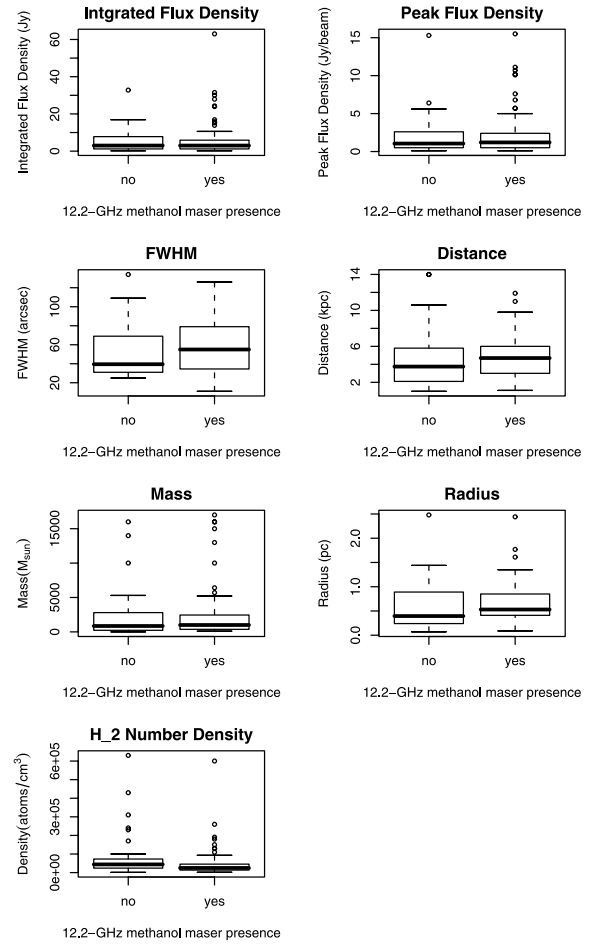 Intgrated Flux Density
Integrated Flux Density (Jy)
60
40
20
0
no yes
12.2−GHz methanol maser presence
Peak Flux Density
Peak Flux Density (Jy/beam)
15
10
5
0
no yes
12.2−GHz methanol maser presence
FWHM
FWHM (arcsec)
100
60
20
no yes
12.2−GHz methanol maser presence
Distance
Distance (kpc)
14
10
6
2
no yes
12.2−GHz methanol maser presence
Mass
Mass(Msun)
15000
5000
0
no yes
12.2−GHz methanol maser presence
Radius
Radius (pc)
2.0
1.0
0.0
no yes
12.2−GHz methanol maser presence
H_2 Number Density
Density(atoms/cm³)
6e+05
3e+05
0e+00
no yes
12.2−GHz methanol maser presence